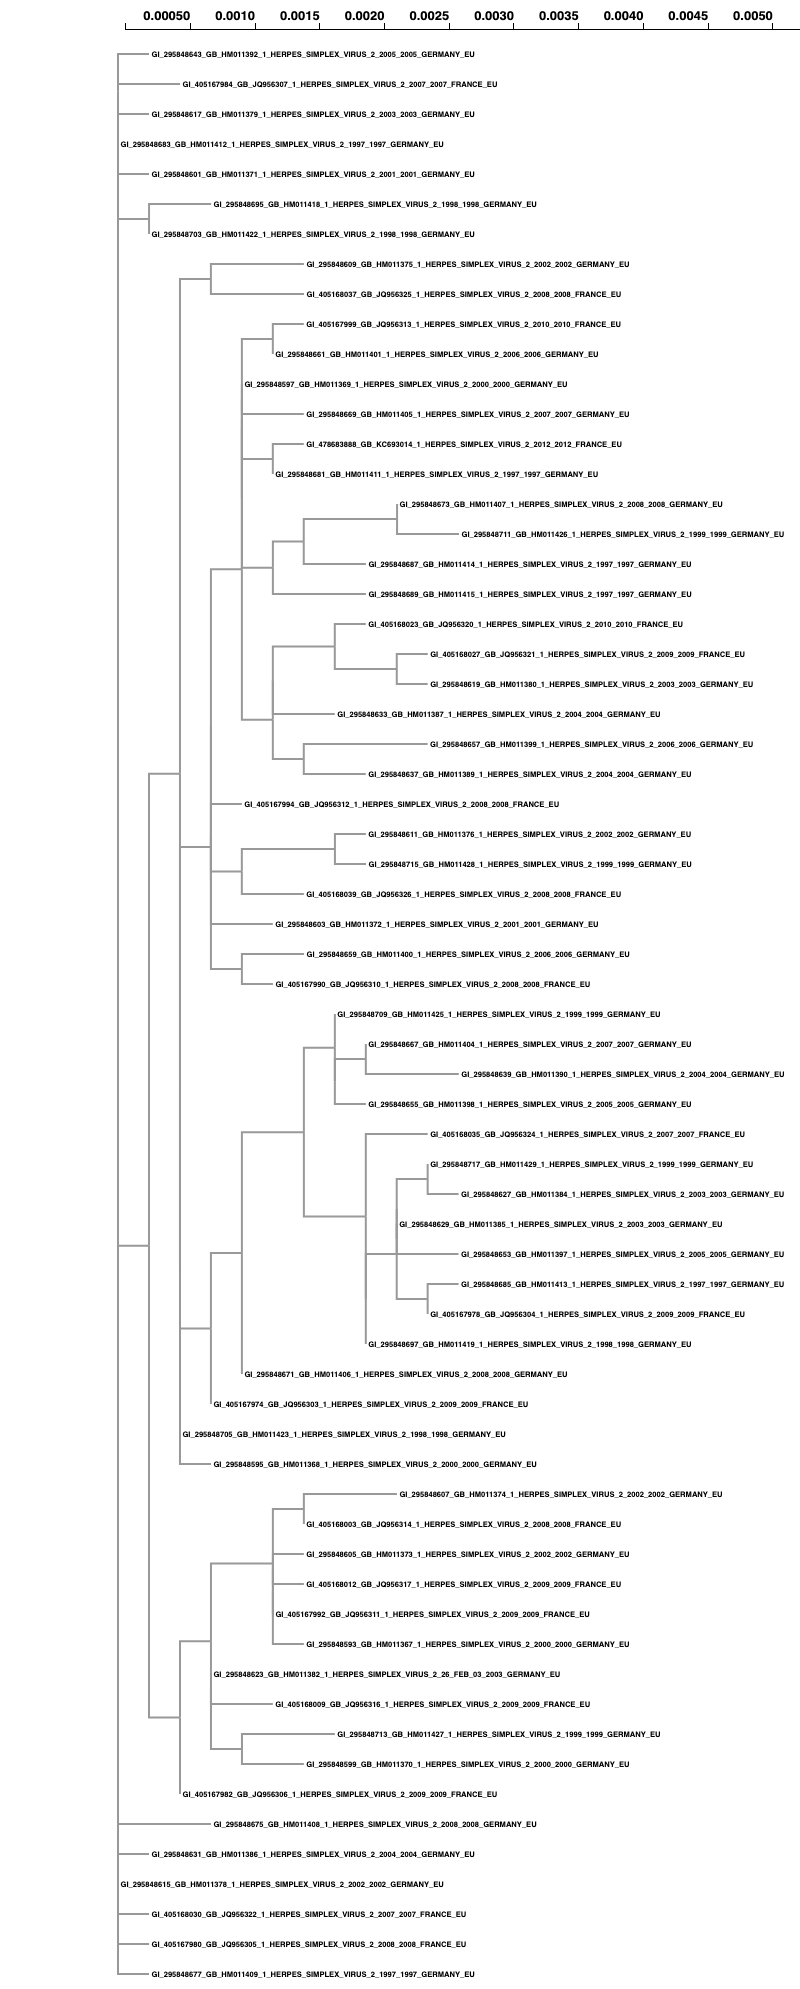 0.00050 0.0010 0.0015 0.0020 0.0025 0.0030 0.0035 0.0040 0.0045 0.0050
GI_295848643_GB_HM011392_1_HERPES_SIMPLEX_VIRUS_2_2005_2005_GERMANY_EU
GI_405167984_GB_JQ956307_1_HERPES_SIMPLEX_VIRUS_2_2007_2007_FRANCE_EU
GI_295848617_GB_HM011379_1_HERPES_SIMPLEX_VIRUS_2_2003_2003_GERMANY_EU
GI_295848683_GB_HM011412_1_HERPES_SIMPLEX_VIRUS_2_1997_1997_GERMANY_EU
GI_295848601_GB_HM011371_1_HERPES_SIMPLEX_VIRUS_2_2001_2001_GERMANY_EU
GI_295848695_GB_HM011418_1_HERPES_SIMPLEX_VIRUS_2_1998_1998_GERMANY_EU
GI_295848703_GB_HM011422_1_HERPES_SIMPLEX_VIRUS_2_1998_1998_GERMANY_EU
GI_295848609_GB_HM011375_1_HERPES_SIMPLEX_VIRUS_2_2002_2002_GERMANY_EU
GI_405168037_GB_JQ956325_1_HERPES_SIMPLEX_VIRUS_2_2008_2008_FRANCE_EU
GI_405167999_GB_JQ956313_1_HERPES_SIMPLEX_VIRUS_2_2010_2010_FRANCE_EU
GI_295848661_GB_HM011401_1_HERPES_SIMPLEX_VIRUS_2_2006_2006_GERMANY_EU
GI_295848597_GB_HM011369_1_HERPES_SIMPLEX_VIRUS_2_2000_2000_GERMANY_EU
GI_295848669_GB_HM011405_1_HERPES_SIMPLEX_VIRUS_2_2007_2007_GERMANY_EU
GI_478683888_GB_KC693014_1_HERPES_SIMPLEX_VIRUS_2_2012_2012_FRANCE_EU
GI_295848681_GB_HM011411_1_HERPES_SIMPLEX_VIRUS_2_1997_1997_GERMANY_EU
GI_295848673_GB_HM011407_1_HERPES_SIMPLEX_VIRUS_2_2008_2008_GERMANY_EU
GI_295848711_GB_HM011426_1_HERPES_SIMPLEX_VIRUS_2_1999_1999_GERMANY_EU
GI_295848687_GB_HM011414_1_HERPES_SIMPLEX_VIRUS_2_1997_1997_GERMANY_EU
GI_295848689_GB_HM011415_1_HERPES_SIMPLEX_VIRUS_2_1997_1997_GERMANY_EU
GI_405168023_GB_JQ956320_1_HERPES_SIMPLEX_VIRUS_2_2010_2010_FRANCE_EU
GI_405168027_GB_JQ956321_1_HERPES_SIMPLEX_VIRUS_2_2009_2009_FRANCE_EU
GI_295848619_GB_HM011380_1_HERPES_SIMPLEX_VIRUS_2_2003_2003_GERMANY_EU
GI_295848633_GB_HM011387_1_HERPES_SIMPLEX_VIRUS_2_2004_2004_GERMANY_EU
GI_295848657_GB_HM011399_1_HERPES_SIMPLEX_VIRUS_2_2006_2006_GERMANY_EU
GI_295848637_GB_HM011389_1_HERPES_SIMPLEX_VIRUS_2_2004_2004_GERMANY_EU
GI_405167994_GB_JQ956312_1_HERPES_SIMPLEX_VIRUS_2_2008_2008_FRANCE_EU
GI_295848611_GB_HM011376_1_HERPES_SIMPLEX_VIRUS_2_2002_2002_GERMANY_EU
GI_295848715_GB_HM011428_1_HERPES_SIMPLEX_VIRUS_2_1999_1999_GERMANY_EU
GI_405168039_GB_JQ956326_1_HERPES_SIMPLEX_VIRUS_2_2008_2008_FRANCE_EU
GI_295848603_GB_HM011372_1_HERPES_SIMPLEX_VIRUS_2_2001_2001_GERMANY_EU
GI_295848659_GB_HM011400_1_HERPES_SIMPLEX_VIRUS_2_2006_2006_GERMANY_EU
GI_405167990_GB_JQ956310_1_HERPES_SIMPLEX_VIRUS_2_2008_2008_FRANCE_EU
GI_295848709_GB_HM011425_1_HERPES_SIMPLEX_VIRUS_2_1999_1999_GERMANY_EU
GI_295848667_GB_HM011404_1_HERPES_SIMPLEX_VIRUS_2_2007_2007_GERMANY_EU
GI_295848639_GB_HM011390_1_HERPES_SIMPLEX_VIRUS_2_2004_2004_GERMANY_EU
GI_295848655_GB_HM011398_1_HERPES_SIMPLEX_VIRUS_2_2005_2005_GERMANY_EU
GI_405168035_GB_JQ956324_1_HERPES_SIMPLEX_VIRUS_2_2007_2007_FRANCE_EU
GI_295848717_GB_HM011429_1_HERPES_SIMPLEX_VIRUS_2_1999_1999_GERMANY_EU
GI_295848627_GB_HM011384_1_HERPES_SIMPLEX_VIRUS_2_2003_2003_GERMANY_EU
GI_295848629_GB_HM011385_1_HERPES_SIMPLEX_VIRUS_2_2003_2003_GERMANY_EU
GI_295848653_GB_HM011397_1_HERPES_SIMPLEX_VIRUS_2_2005_2005_GERMANY_EU
GI_295848685_GB_HM011413_1_HERPES_SIMPLEX_VIRUS_2_1997_1997_GERMANY_EU
GI_405167978_GB_JQ956304_1_HERPES_SIMPLEX_VIRUS_2_2009_2009_FRANCE_EU
GI_295848697_GB_HM011419_1_HERPES_SIMPLEX_VIRUS_2_1998_1998_GERMANY_EU
GI_295848671_GB_HM011406_1_HERPES_SIMPLEX_VIRUS_2_2008_2008_GERMANY_EU
GI_405167974_GB_JQ956303_1_HERPES_SIMPLEX_VIRUS_2_2009_2009_FRANCE_EU
GI_295848705_GB_HM011423_1_HERPES_SIMPLEX_VIRUS_2_1998_1998_GERMANY_EU
GI_295848595_GB_HM011368_1_HERPES_SIMPLEX_VIRUS_2_2000_2000_GERMANY_EU
GI_295848607_GB_HM011374_1_HERPES_SIMPLEX_VIRUS_2_2002_2002_GERMANY_EU
GI_405168003_GB_JQ956314_1_HERPES_SIMPLEX_VIRUS_2_2008_2008_FRANCE_EU
GI_295848605_GB_HM011373_1_HERPES_SIMPLEX_VIRUS_2_2002_2002_GERMANY_EU
GI_405168012_GB_JQ956317_1_HERPES_SIMPLEX_VIRUS_2_2009_2009_FRANCE_EU
GI_405167992_GB_JQ956311_1_HERPES_SIMPLEX_VIRUS_2_2009_2009_FRANCE_EU
GI_295848593_GB_HM011367_1_HERPES_SIMPLEX_VIRUS_2_2000_2000_GERMANY_EU
GI_295848623_GB_HM011382_1_HERPES_SIMPLEX_VIRUS_2_26_FEB_03_2003_GERMANY_EU
GI_405168009_GB_JQ956316_1_HERPES_SIMPLEX_VIRUS_2_2009_2009_FRANCE_EU
GI_295848713_GB_HM011427_1_HERPES_SIMPLEX_VIRUS_2_1999_1999_GERMANY_EU
GI_295848599_GB_HM011370_1_HERPES_SIMPLEX_VIRUS_2_2000_2000_GERMANY_EU
GI_405167982_GB_JQ956306_1_HERPES_SIMPLEX_VIRUS_2_2009_2009_FRANCE_EU
GI_295848675_GB_HM011408_1_HERPES_SIMPLEX_VIRUS_2_2008_2008_GERMANY_EU
GI_295848631_GB_HM011386_1_HERPES_SIMPLEX_VIRUS_2_2004_2004_GERMANY_EU
GI_295848615_GB_HM011378_1_HERPES_SIMPLEX_VIRUS_2_2002_2002_GERMANY_EU
GI_405168030_GB_JQ956322_1_HERPES_SIMPLEX_VIRUS_2_2007_2007_FRANCE_EU
GI_405167980_GB_JQ956305_1_HERPES_SIMPLEX_VIRUS_2_2008_2008_FRANCE_EU
GI_295848677_GB_HM011409_1_HERPES_SIMPLEX_VIRUS_2_1997_1997_GERMANY_EU